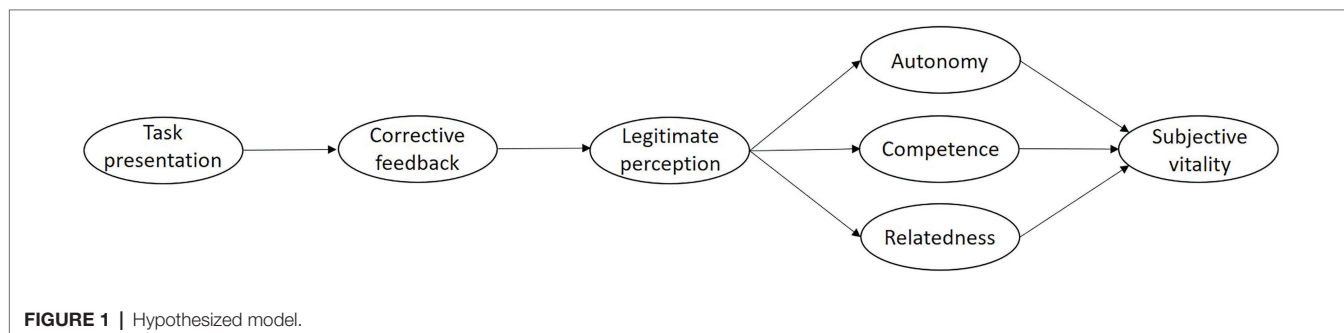 Task
presentation
Corrective
feedback
Legitimate
perception
Autonomy
Competence
Relatedness
Subjective
vitality
FIGURE 1 | Hypothesized model.